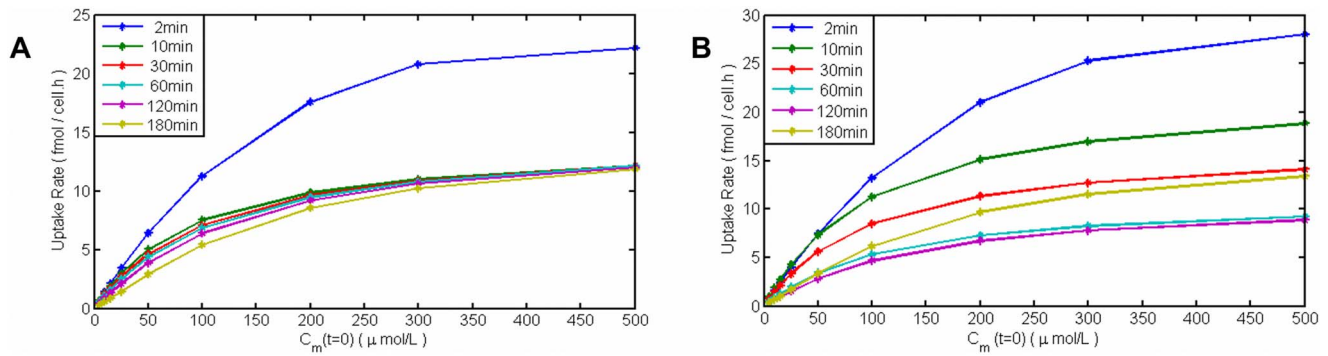 A
25
20
15
10
5
0
Uptake Rate ( fmol / cell.h )
2min
10min
30min
60min
120min
180min
0 50 100 150 200 250 300 350 400 450 500
C_m(t=0) ( μ mol/L )
B
30
25
20
15
10
5
0
Uptake Rate ( fmol / cell.h )
2min
10min
30min
60min
120min
180min
0 50 100 150 200 250 300 350 400 450 500
C_m(t=0) ( μ mol/L )